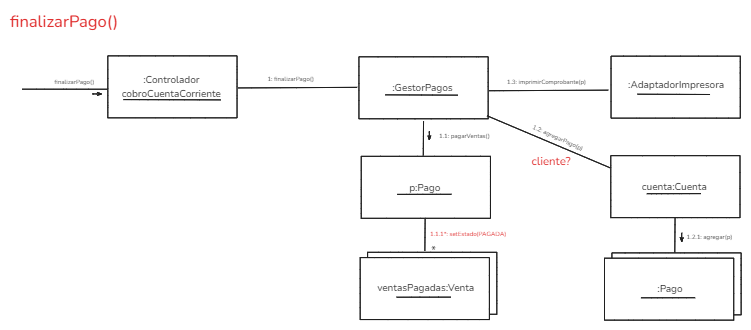 finalizarPago()
finalizarPago()
:Controlador
cobroCuentaCorriente
1: finalizarPago()
:GestorPagos
1.3: imprimirComprobante(p)
:AdaptadorImpresora
1.1: pagarVentas()
1.2: agregarPago(p)
cliente?
p:Pago
cuenta:Cuenta
1.1.1*: setEstado(PAGADA)
*
1.2.1: agregar(p)
ventasPagadas:Venta
:Pago